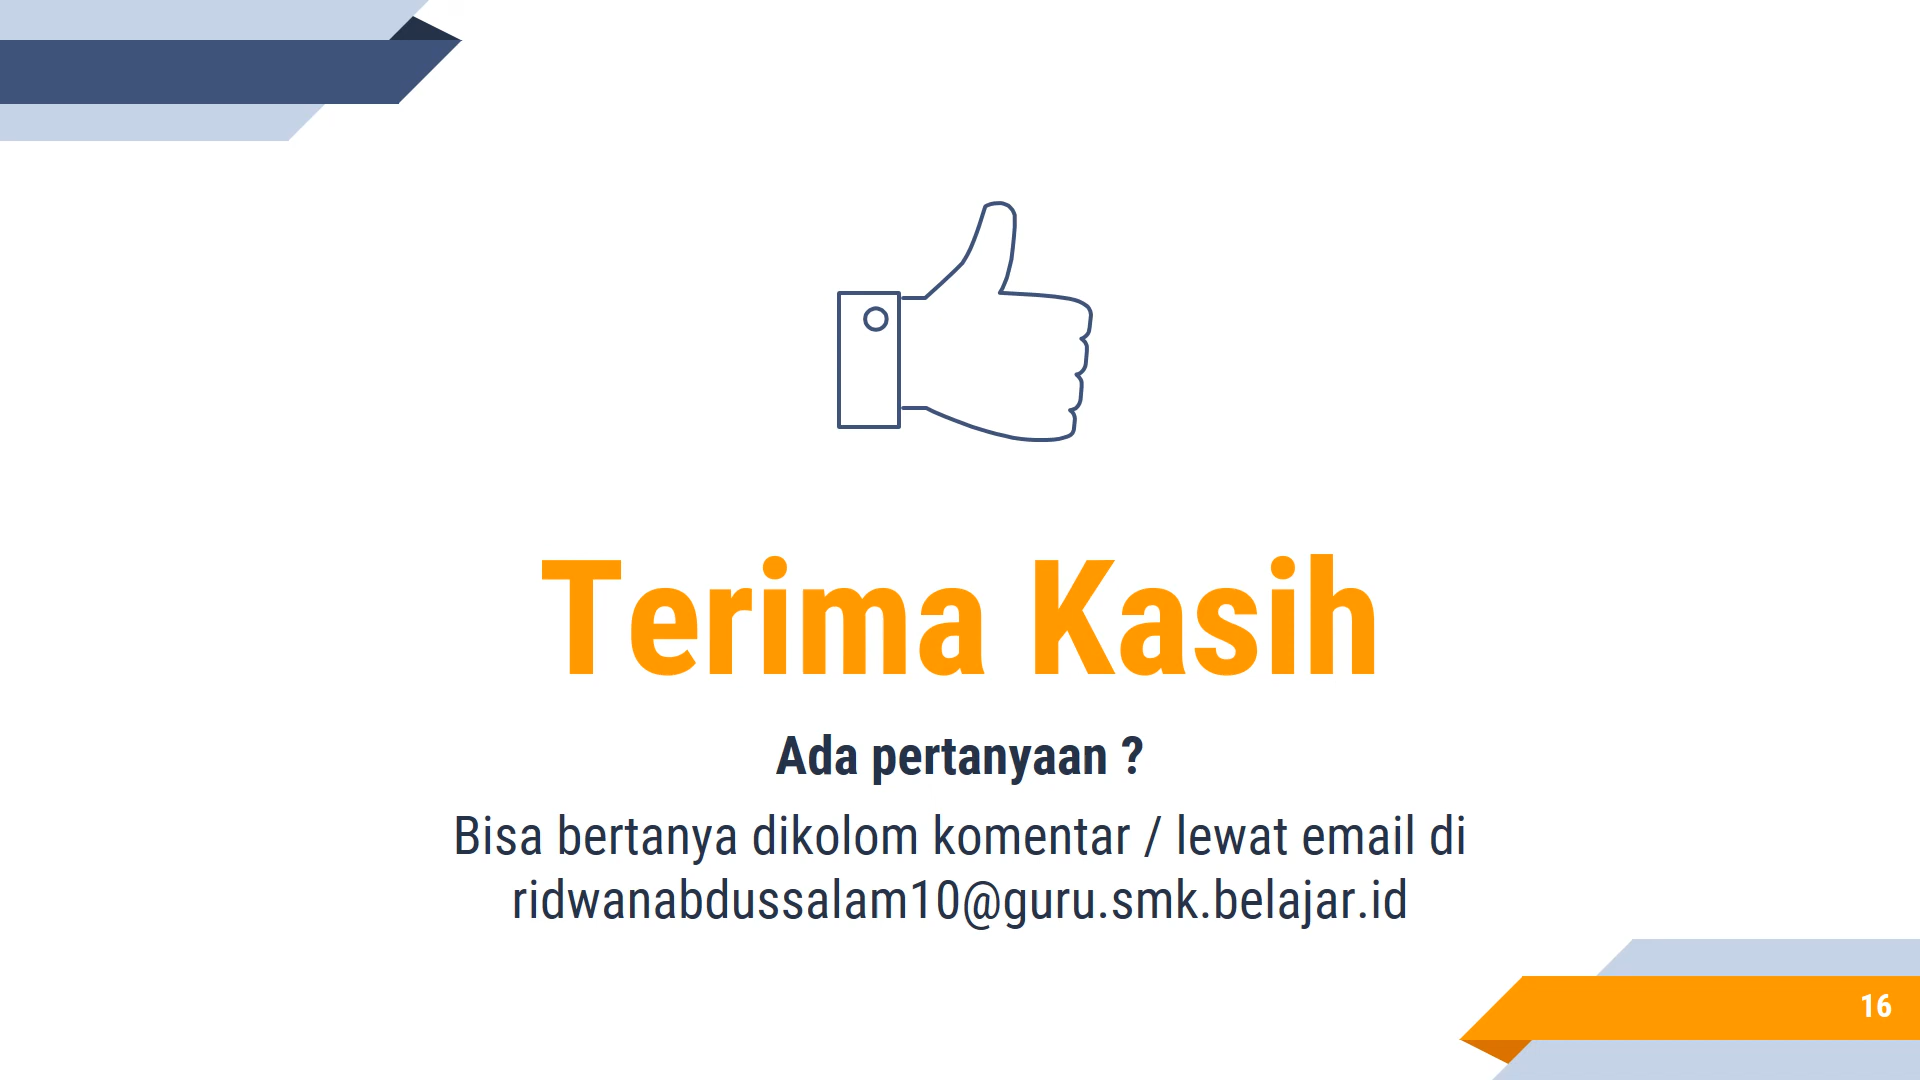 Terima Kasih
Ada pertanyaan ?
Bisa bertanya dikolom komentar / lewat email di
ridwanabdussalam10@guru.smk.belajar.id
16